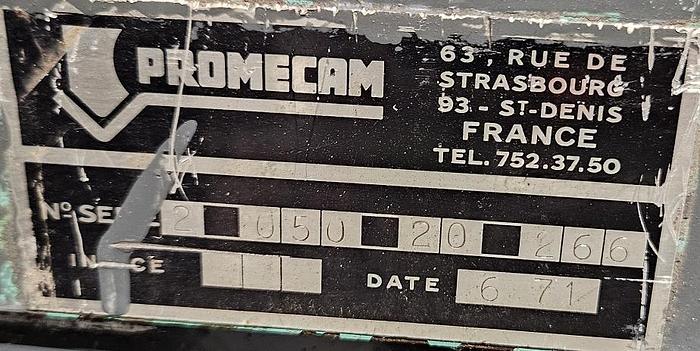 PROMECAM
63, RUE DE
STRASBOURG
93 - ST-DENIS
FRANCE
TEL. 752.37.50
Nº 2 050 20 266
DATE 6 71